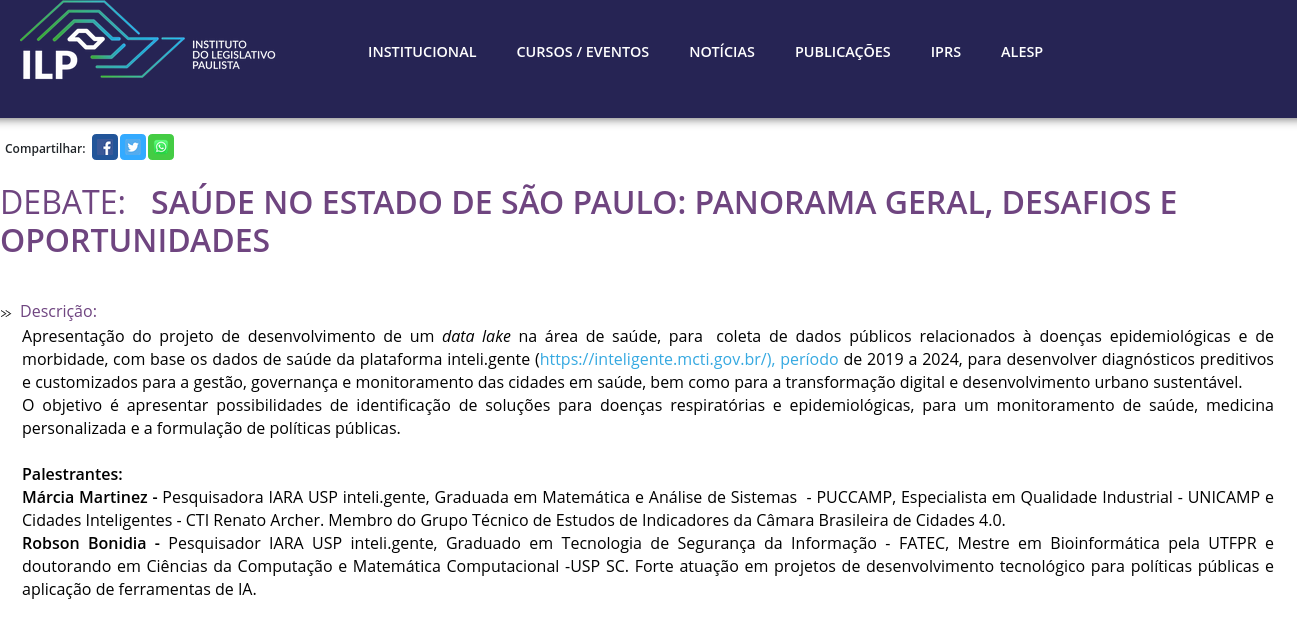 ILP
INSTITUTO
DO LEGISLATIVO
PAULISTA
INSTITUCIONAL CURSOS / EVENTOS NOTÍCIAS PUBLICAÇÕES IPRS ALESP
Compartilhar:
DEBATE: SAÚDE NO ESTADO DE SÃO PAULO: PANORAMA GERAL, DESAFIOS E
OPORTUNIDADES
» Descrição:
Apresentação do projeto de desenvolvimento de um data lake na área de saúde, para coleta de dados públicos relacionados à doenças epidemiológicas e de
morbidade, com base os dados de saúde da plataforma inteli.gente (https://inteligente.mcti.gov.br/), período de 2019 a 2024, para desenvolver diagnósticos preditivos
e customizados para a gestão, governança e monitoramento das cidades em saúde, bem como para a transformação digital e desenvolvimento urbano sustentável.
O objetivo é apresentar possibilidades de identificação de soluções para doenças respiratórias e epidemiológicas, para um monitoramento de saúde, medicina
personalizada e a formulação de políticas públicas.
Palestrantes:
Márcia Martinez - Pesquisadora IARA USP inteli.gente, Graduada em Matemática e Análise de Sistemas - PUCCAMP, Especialista em Qualidade Industrial - UNICAMP e
Cidades Inteligentes - CTI Renato Archer. Membro do Grupo Técnico de Estudos de Indicadores da Câmara Brasileira de Cidades 4.0.
Robson Bonidia - Pesquisador IARA USP inteli.gente, Graduado em Tecnologia de Segurança da Informação - FATEC, Mestre em Bioinformática pela UTFPR e
doutorando em Ciências da Computação e Matemática Computacional -USP SC. Forte atuação em projetos de desenvolvimento tecnológico para políticas públicas e
aplicação de ferramentas de IA.